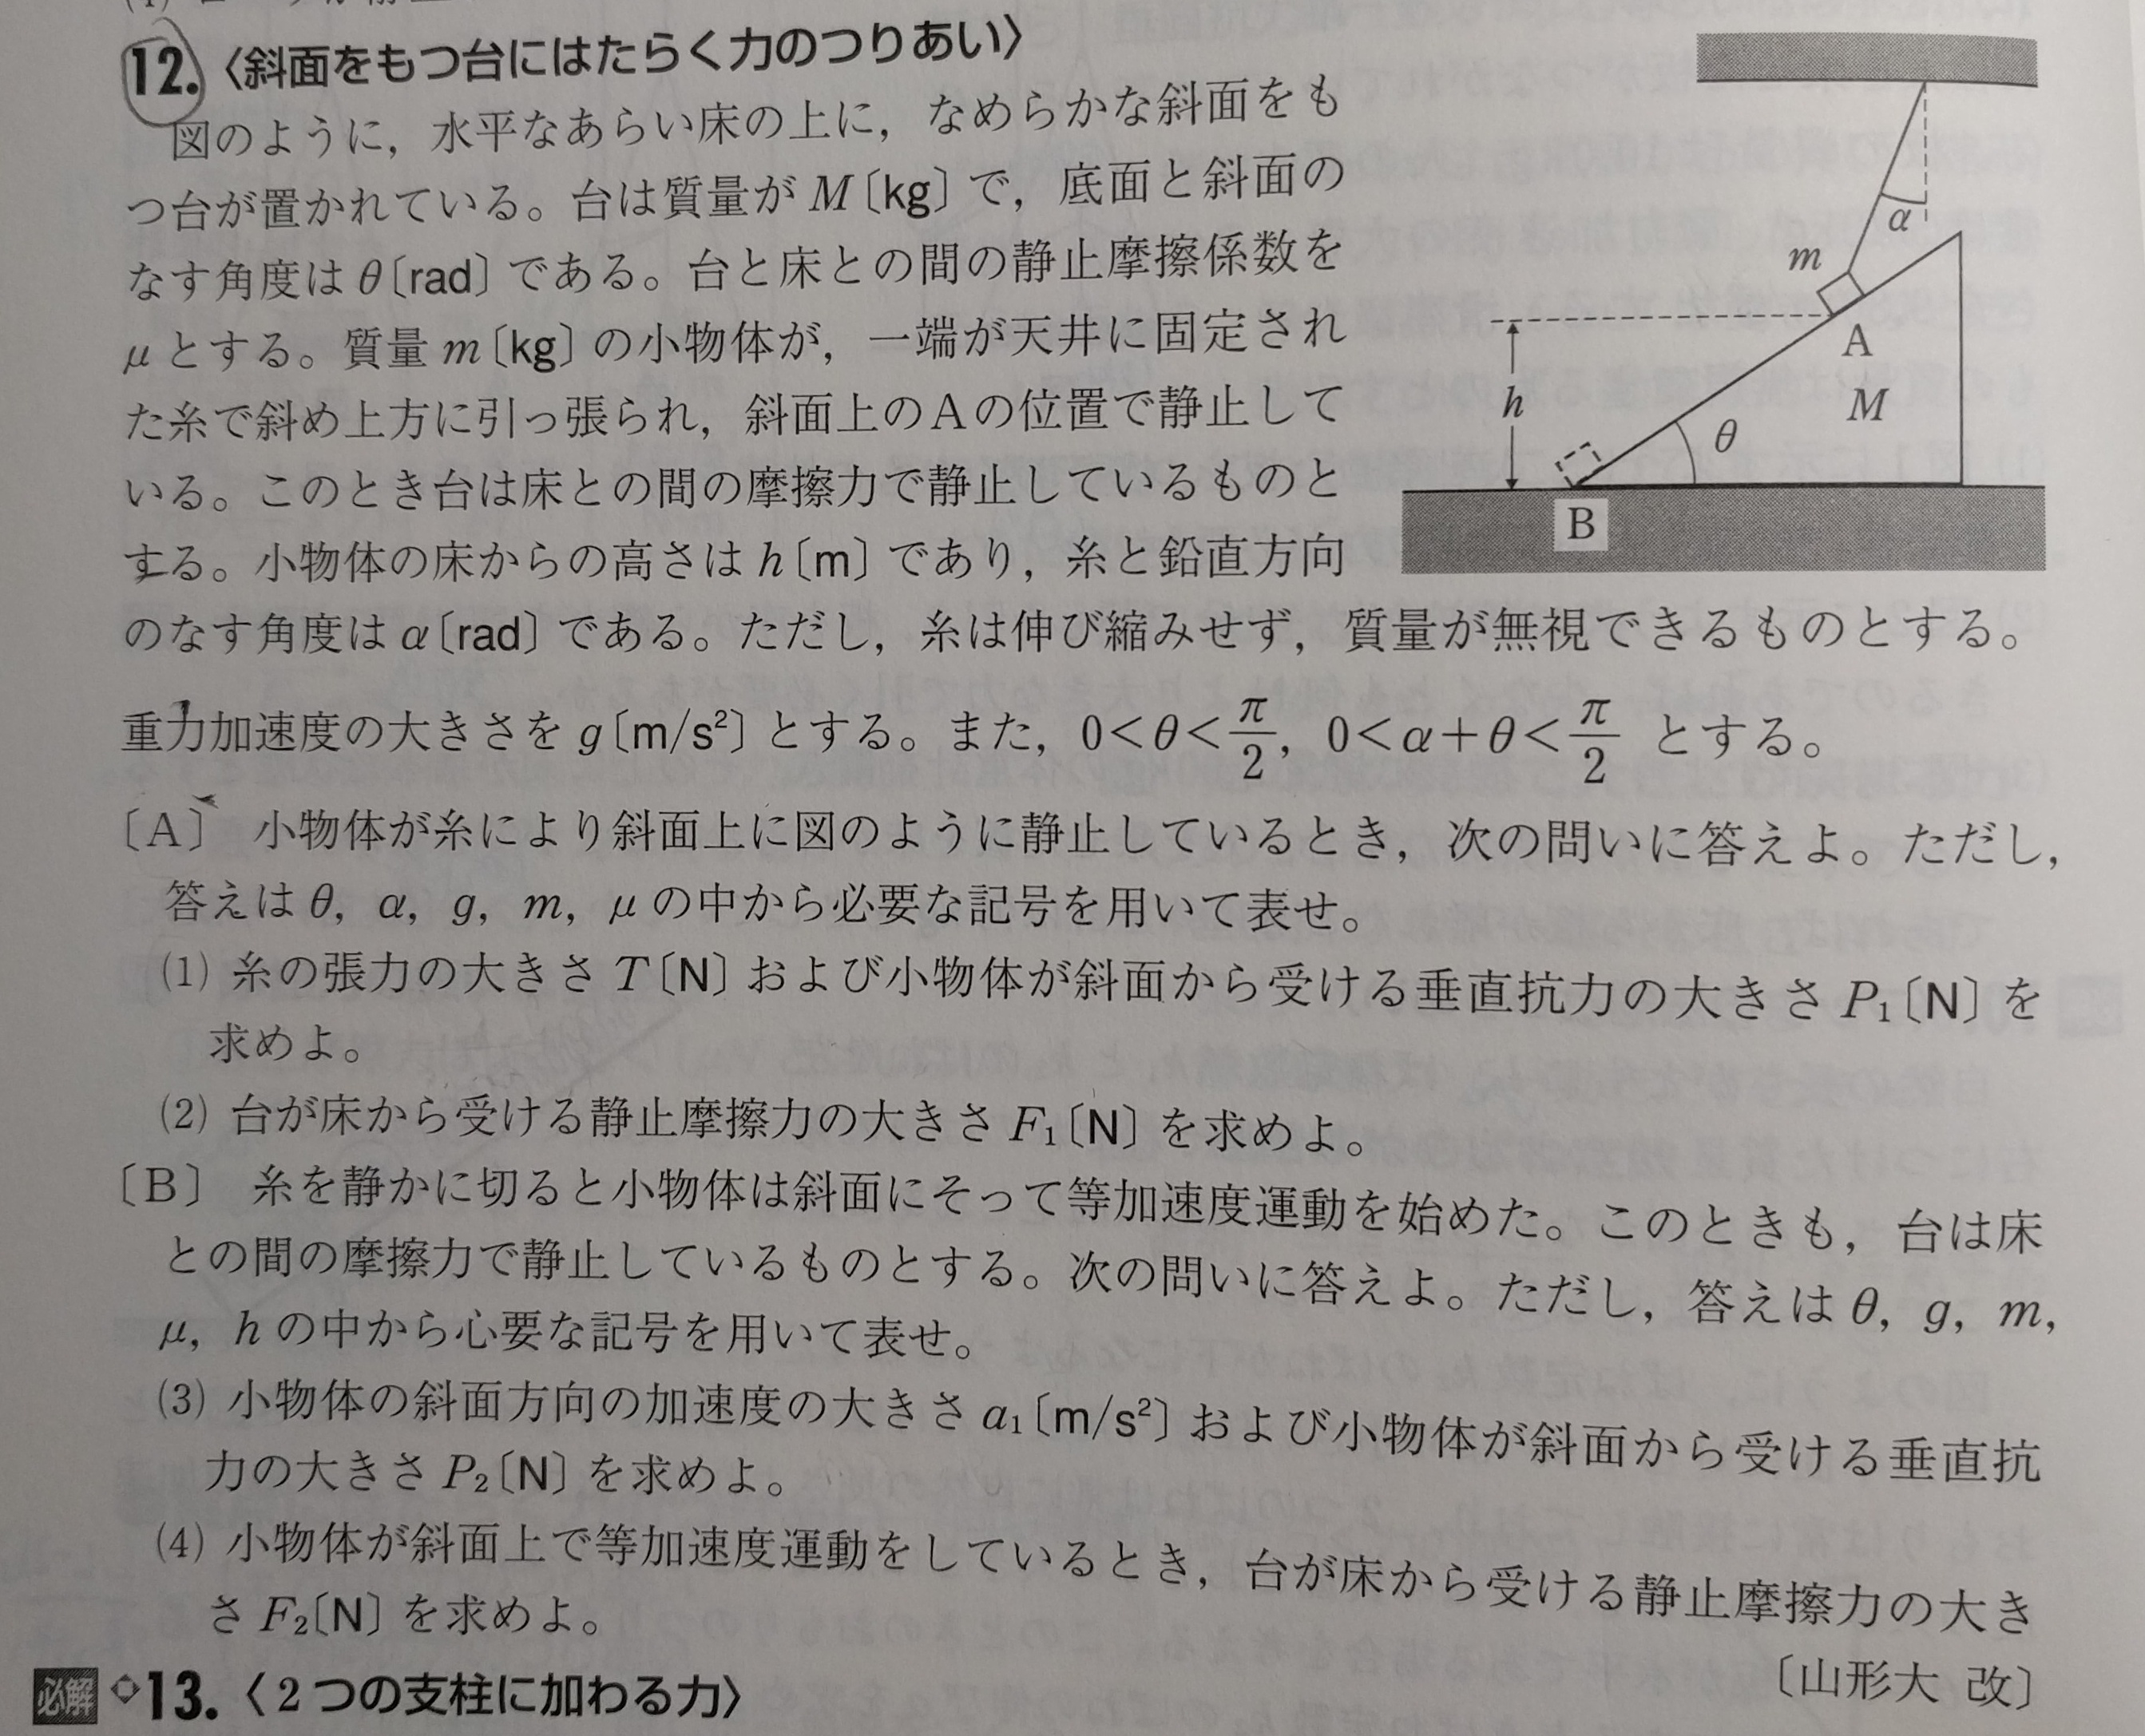 12.〈斜面をもつ台にはたらく力のつりあい〉
図のように，水平なあらい床の上に，なめらかな斜面をも
つ台が置かれている。台は質量がM〔kg〕で，底面と斜面の
なす角度はθ〔rad〕である。台と床との間の静止摩擦係数を
μとする。質量m〔kg〕の小物体が，一端が天井に固定され
た糸で斜め上方に引っ張られ，斜面上のAの位置で静止して
いる。このとき台は床との間の摩擦力で静止しているものと
する。小物体の床からの高さはh〔m〕であり，糸と鉛直方向
のなす角度はα〔rad〕である。ただし，糸は伸び縮みせず，質量が無視できるものとする。
重力加速度の大きさをg〔m/s²〕とする。また，0＜θ＜π/2，0＜α＋θ＜π/2 とする。
α
m
A
h
M
θ
B
〔A〕 小物体が糸により斜面上に図のように静止しているとき，次の問いに答えよ。ただし，
答えはθ，α，g，m，μの中から必要な記号を用いて表せ。
(1) 糸の張力の大きさT〔N〕および小物体が斜面から受ける垂直抗力の大きさP₁〔N〕を
求めよ。
(2) 台が床から受ける静止摩擦力の大きさF₁〔N〕を求めよ。
〔B〕 糸を静かに切ると小物体は斜面にそって等加速度運動を始めた。このときも，台は床
との間の摩擦力で静止しているものとする。次の問いに答えよ。ただし，答えはθ，g，m，
μ，hの中から必要な記号を用いて表せ。
(3) 小物体の斜面方向の加速度の大きさa₁〔m/s²〕および小物体が斜面から受ける垂直抗
力の大きさP₂〔N〕を求めよ。
(4) 小物体が斜面上で等加速度運動をしているとき，台が床から受ける静止摩擦力の大き
さF₂〔N〕を求めよ。
〔山形大 改〕
必解 13.〈2つの支柱に加わる力〉